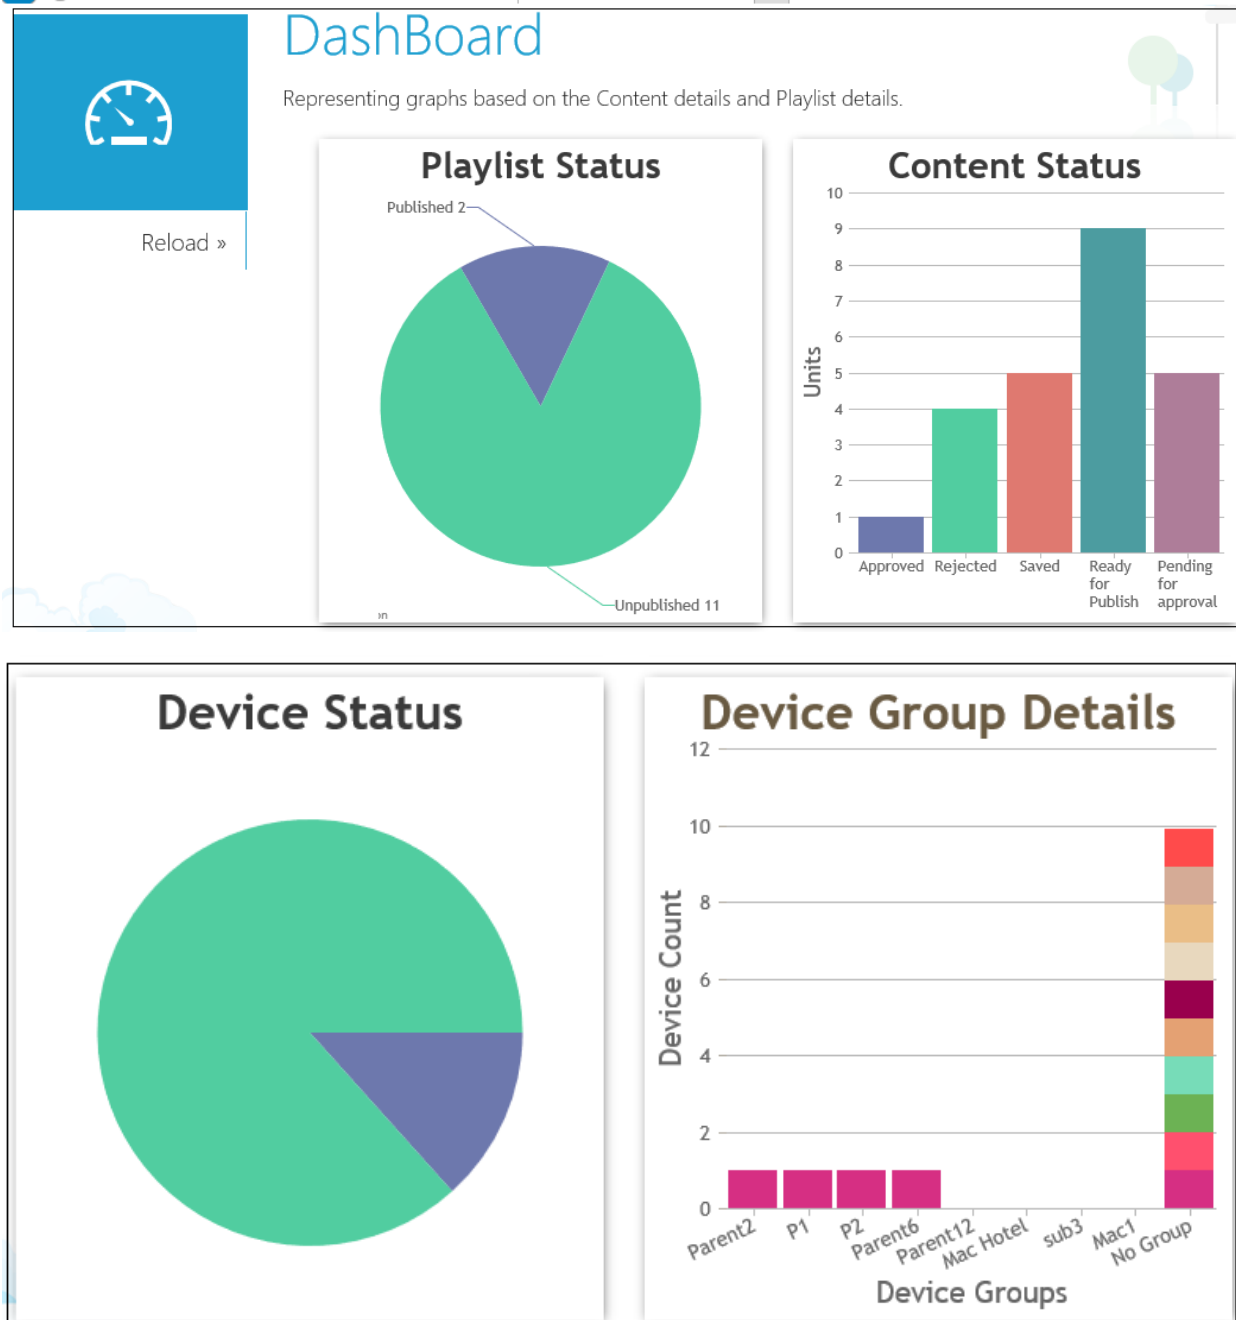 DashBoard
Representing graphs based on the Content details and Playlist details.
Reload »
Playlist Status
Published 2
Unpublished 11
on
Content Status
10
9
8
7
6
5
4
3
2
1
0
Units
Approved
Rejected
Saved
Ready
for
Publish
Pending
for
approval
Device Status
Device Group Details
12
10
8
6
4
2
0
Device Count
Parent2
P1
P2
Parent6
Parent12
Mac Hotel
sub3
Mac1
No Group
Device Groups